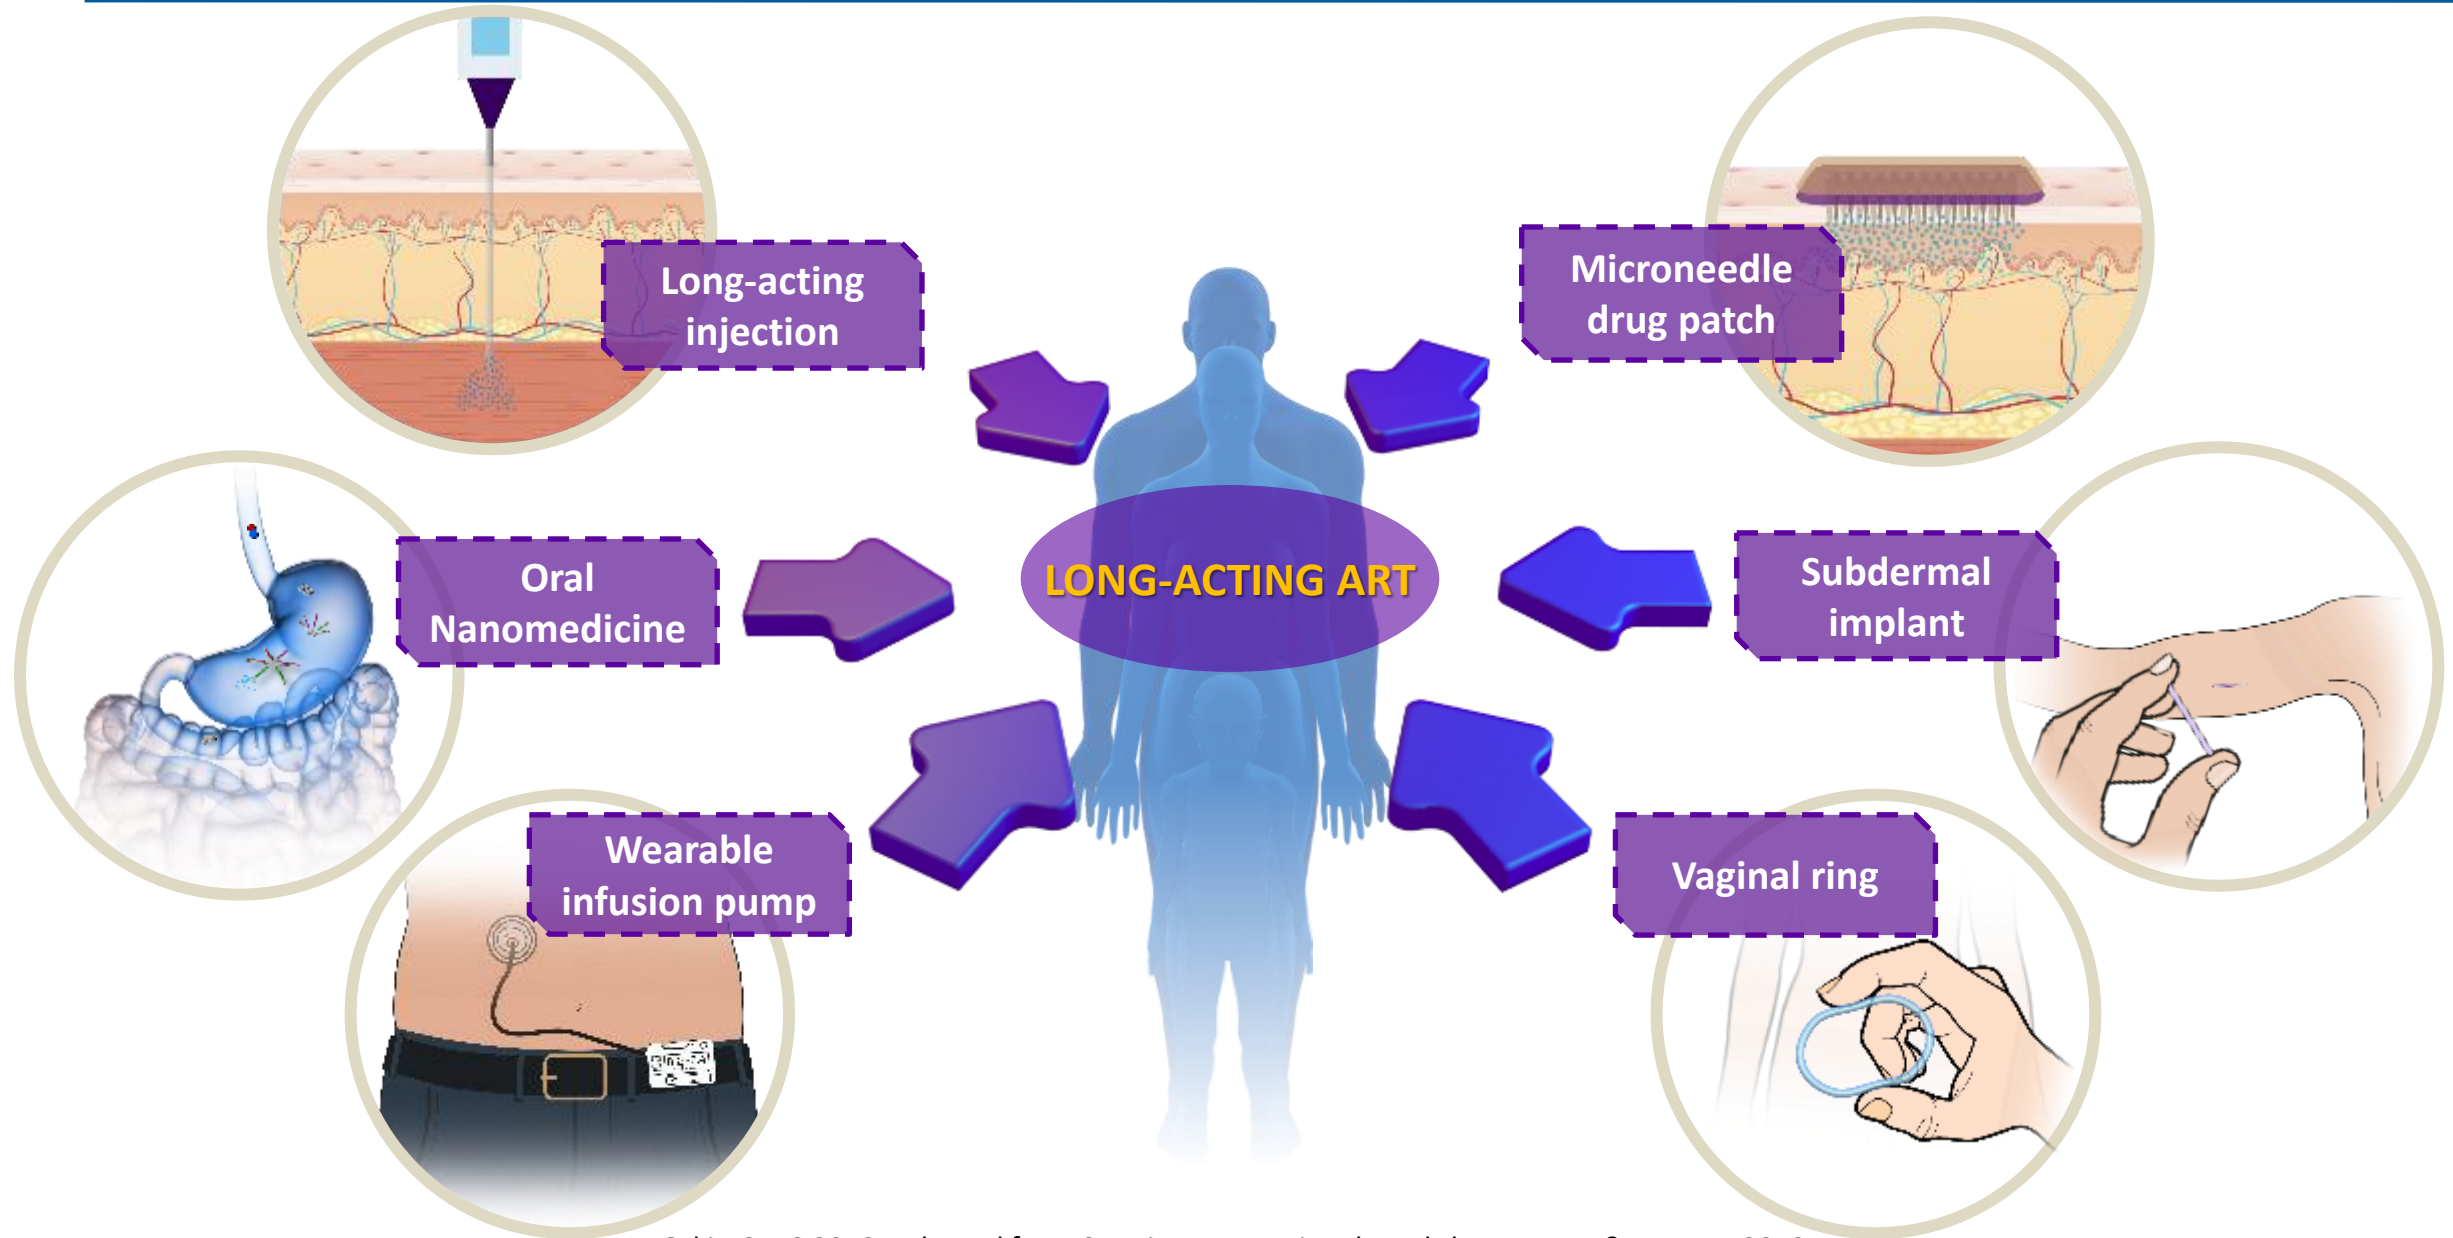 Long-acting
injection
Microneedle
drug patch
Oral
Nanomedicine
LONG-ACTING ART
Subdermal
implant
Wearable
infusion pump
Vaginal ring